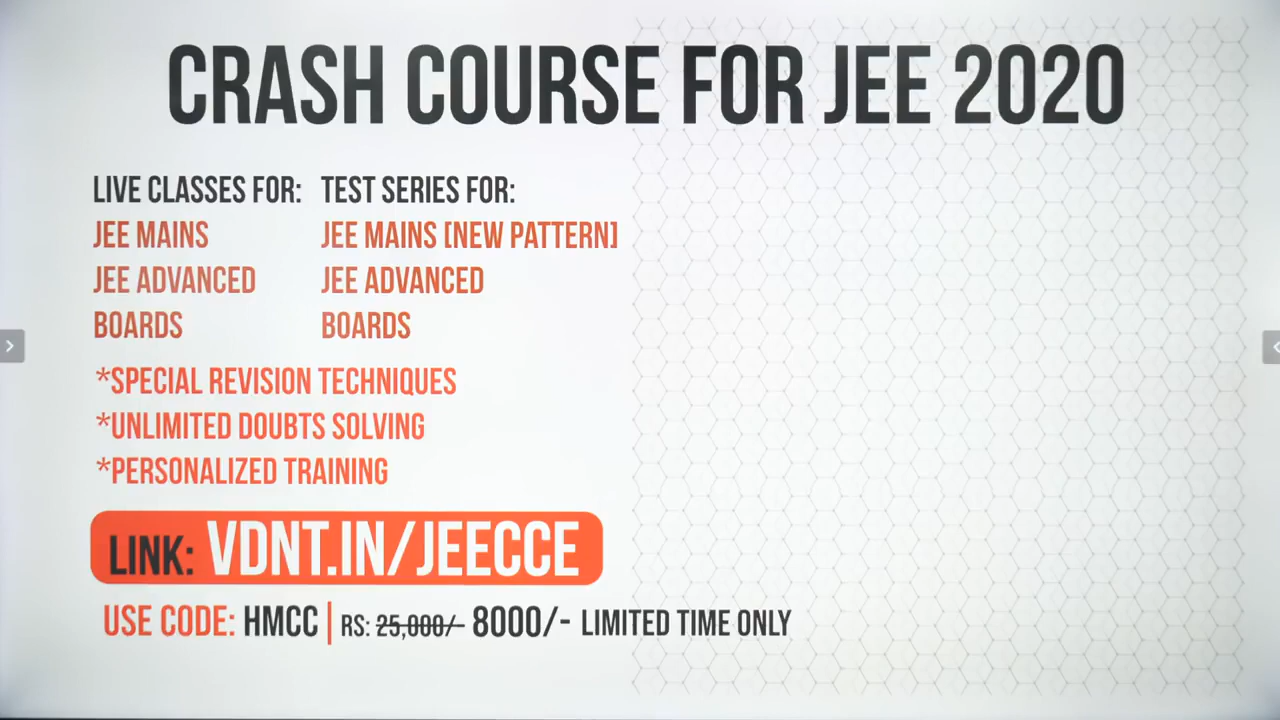 CRASH COURSE FOR JEE 2020
LIVE CLASSES FOR: TEST SERIES FOR:
JEE MAINS JEE MAINS [NEW PATTERN]
JEE ADVANCED JEE ADVANCED
BOARDS BOARDS
*SPECIAL REVISION TECHNIQUES
*UNLIMITED DOUBTS SOLVING
*PERSONALIZED TRAINING
LINK: VDNT.IN/JEECCE
USE CODE: HMCC | RS: 25,000/- 8000/- LIMITED TIME ONLY